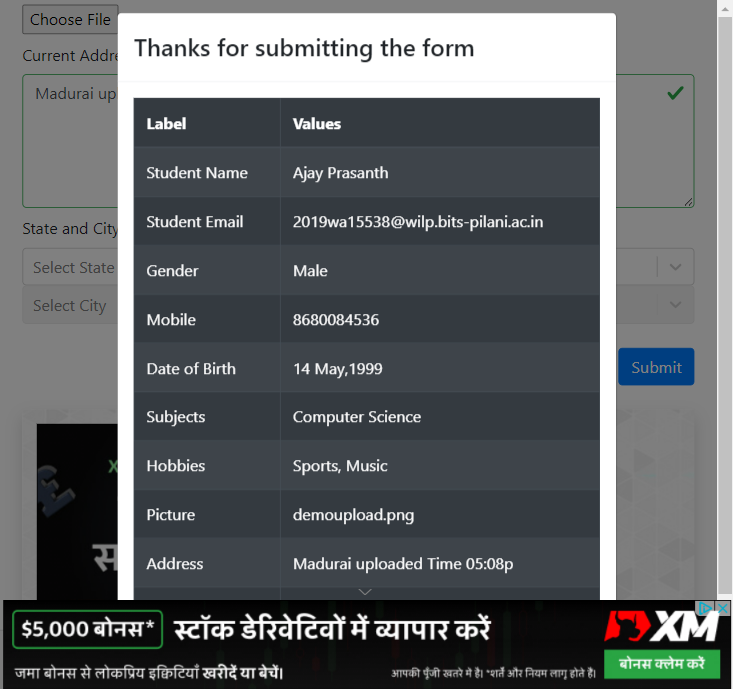 Choose File
Thanks for submitting the form
Current Addre
Madurai up
Label Values
Student Name Ajay Prasanth
Student Email 2019wa15538@wilp.bits-pilani.ac.in
State and City
Gender Male
Select State
Select City
Mobile 8680084536
Date of Birth 14 May,1999
Submit
Subjects Computer Science
Hobbies Sports, Music
Picture demoupload.png
Address Madurai uploaded Time 05:08p
X
स
$5,000 बोनस* स्टॉक डेरिवेटिवों में व्यापार करें
XM
जमा बोनस से लोकप्रिय इक्विटियाँ खरीदें या बेचें।
आपकी पूँजी खतरे में है। *शर्तें और नियम लागू होते हैं।
बोनस क्लेम करें